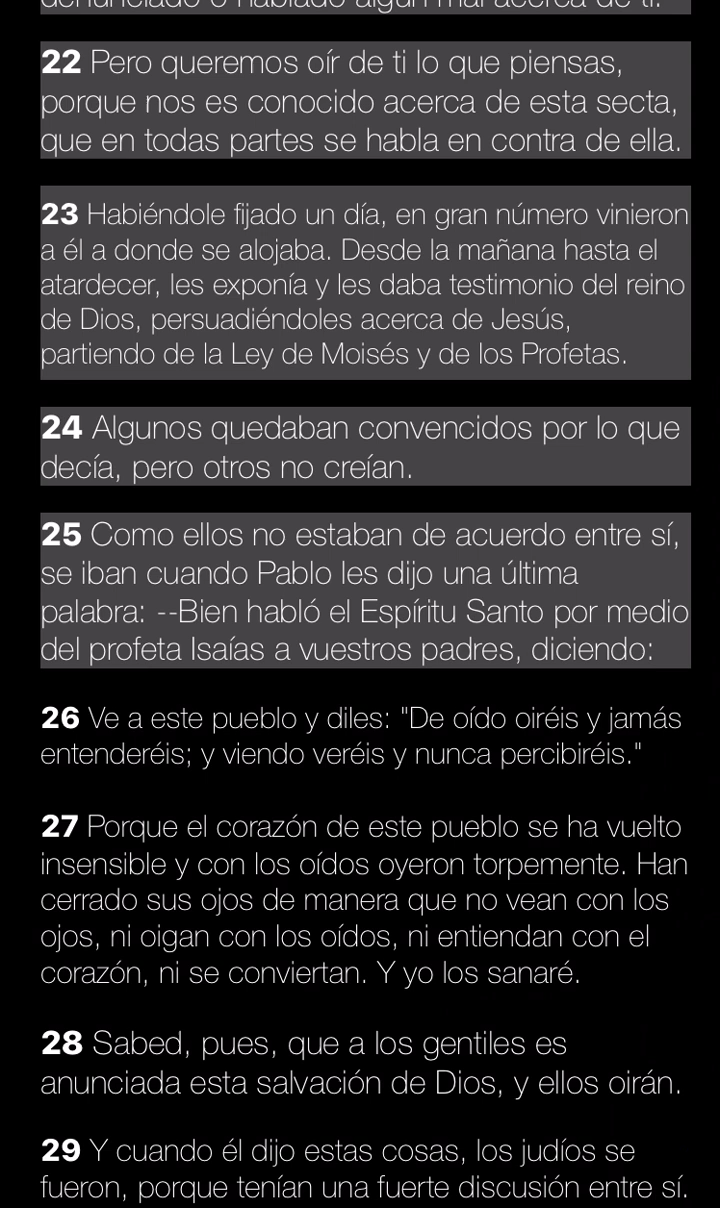 denunciado o hablado algún mal acerca de ti.
22 Pero queremos oír de ti lo que piensas,
porque nos es conocido acerca de esta secta,
que en todas partes se habla en contra de ella.
23 Habiéndole fijado un día, en gran número vinieron
a él a donde se alojaba. Desde la mañana hasta el
atardecer, les exponía y les daba testimonio del reino
de Dios, persuadiéndoles acerca de Jesús,
partiendo de la Ley de Moisés y de los Profetas.
24 Algunos quedaban convencidos por lo que
decía, pero otros no creían.
25 Como ellos no estaban de acuerdo entre sí,
se iban cuando Pablo les dijo una última
palabra: --Bien habló el Espíritu Santo por medio
del profeta Isaías a vuestros padres, diciendo:
26 Ve a este pueblo y diles: "De oído oiréis y jamás
entenderéis; y viendo veréis y nunca percibiréis."
27 Porque el corazón de este pueblo se ha vuelto
insensible y con los oídos oyeron torpemente. Han
cerrado sus ojos de manera que no vean con los
ojos, ni oigan con los oídos, ni entiendan con el
corazón, ni se conviertan. Y yo los sanaré.
28 Sabed, pues, que a los gentiles es
anunciada esta salvación de Dios, y ellos oirán.
29 Y cuando él dijo estas cosas, los judíos se
fueron, porque tenían una fuerte discusión entre sí.